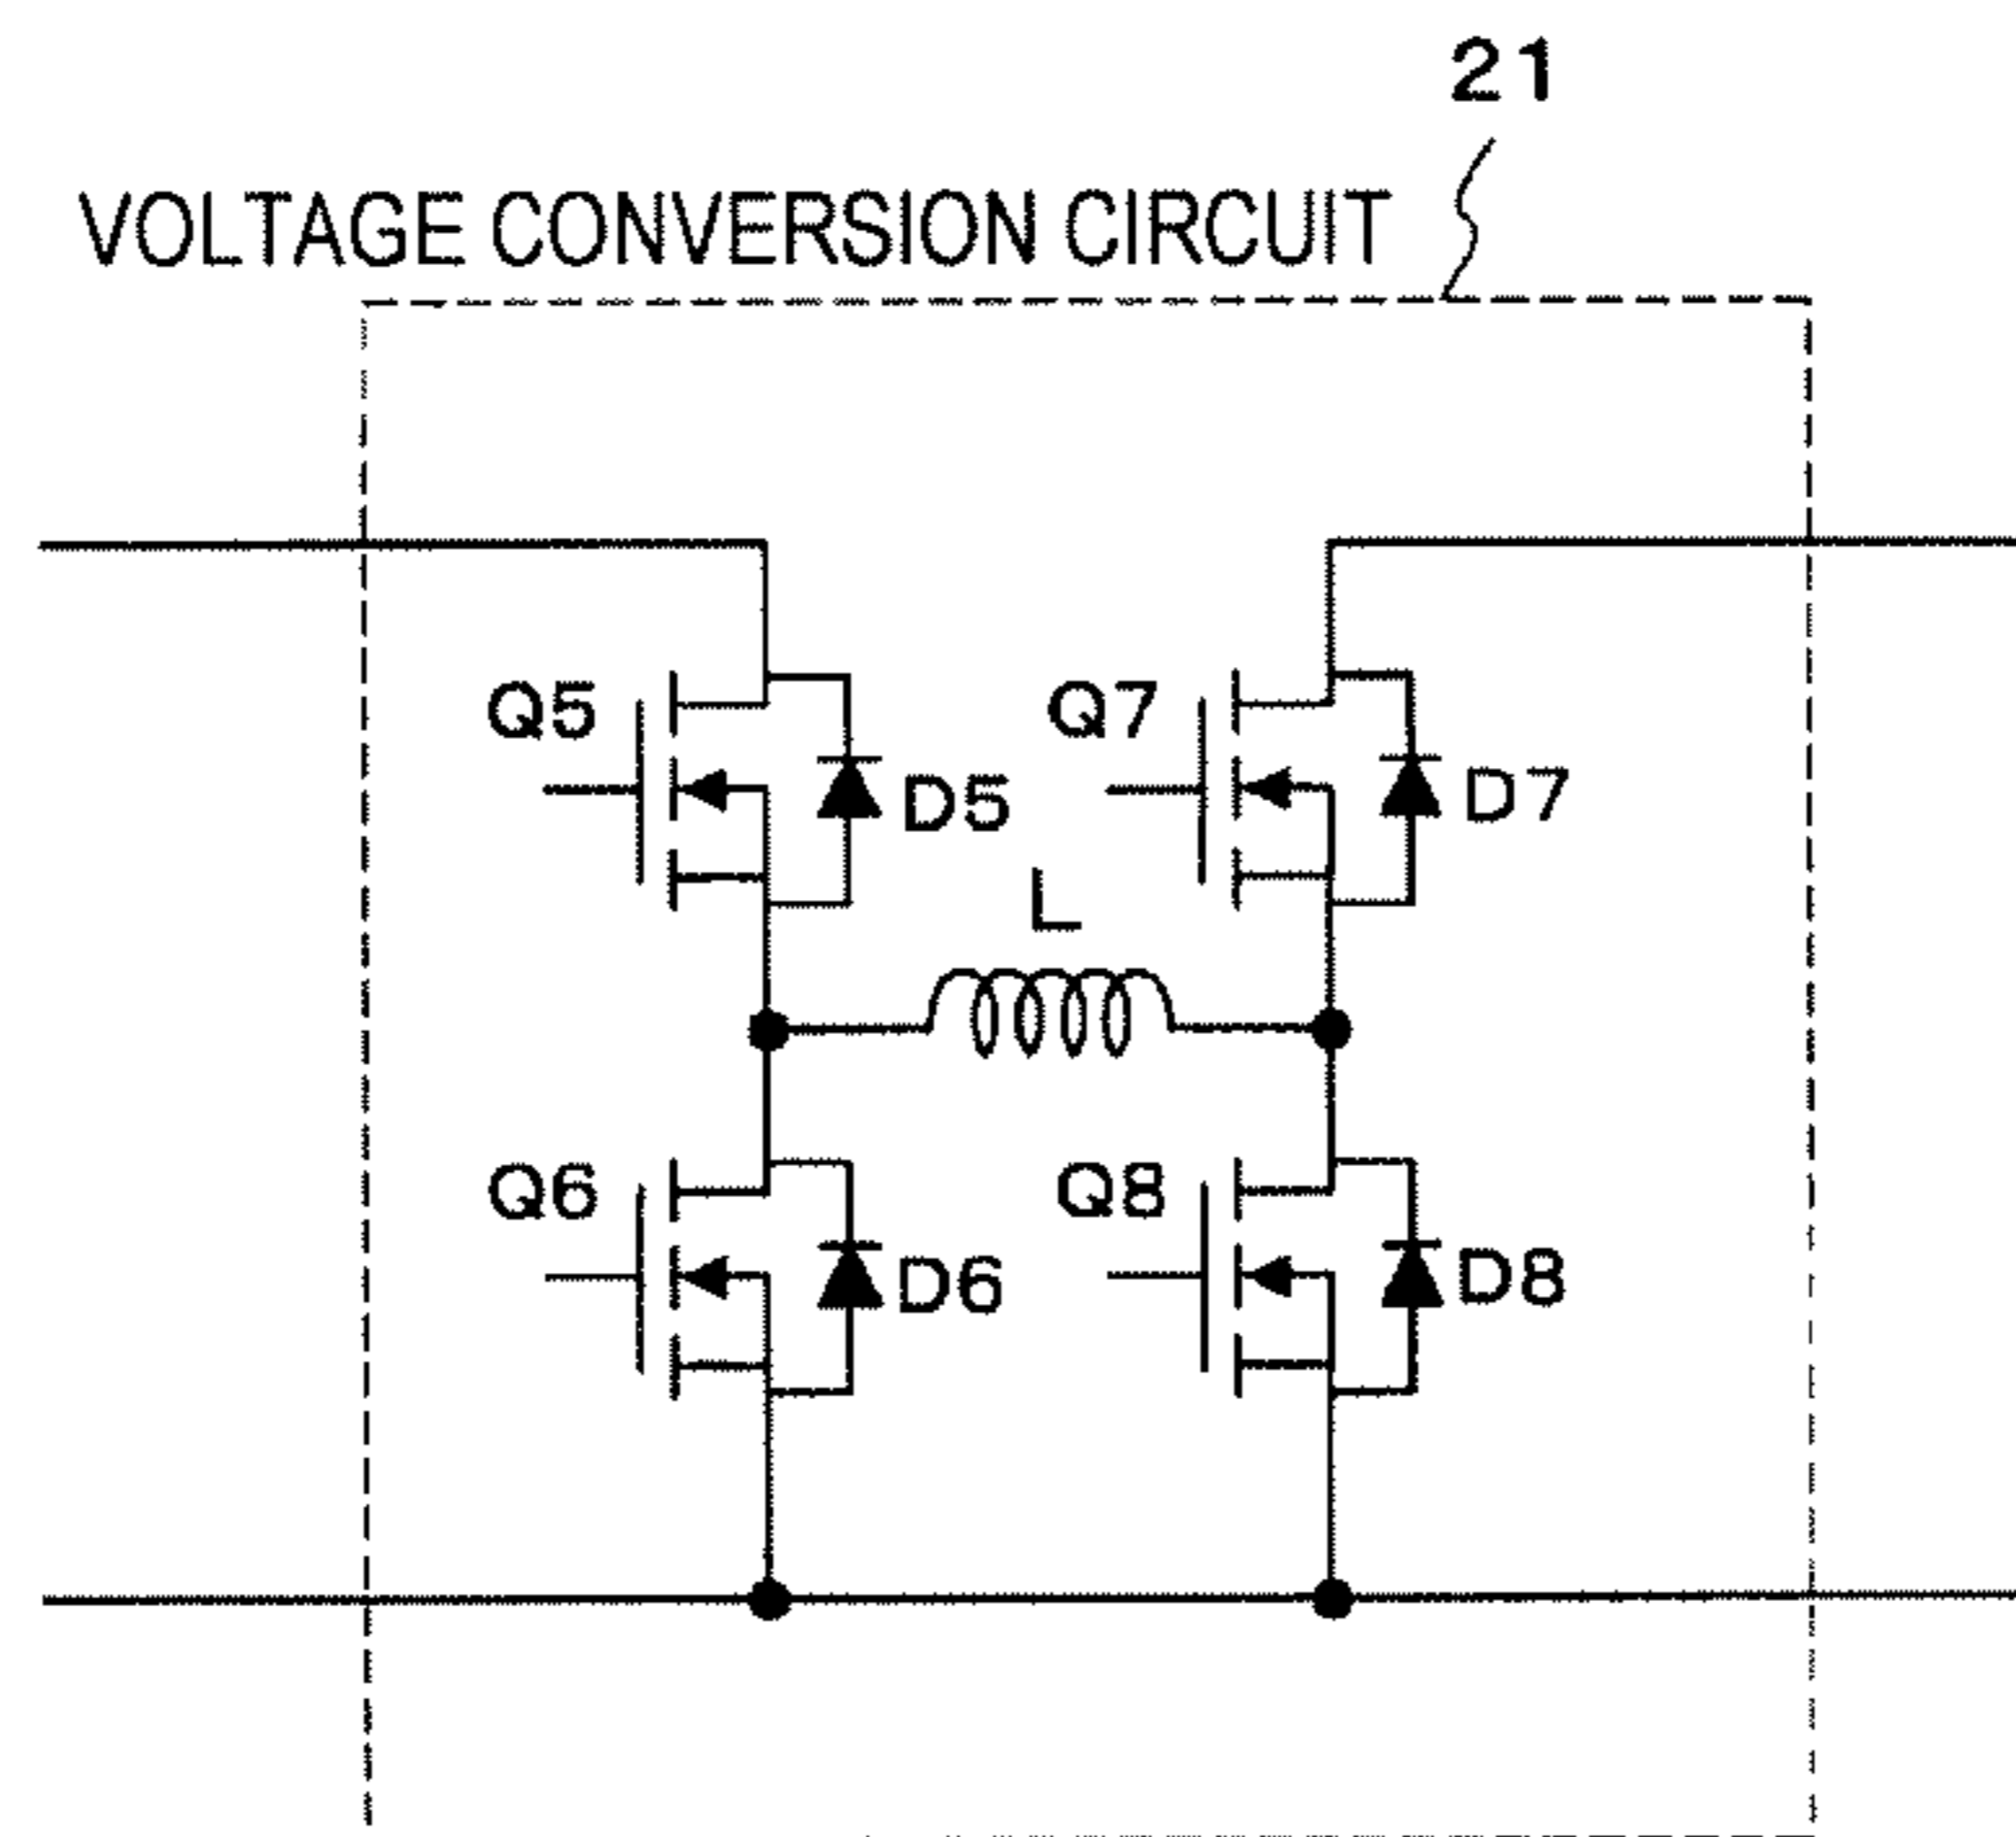 21
VOLTAGE CONVERSION CIRCUIT
Q5
D5
Q7
D7
L
Q6
D6
Q8
D8